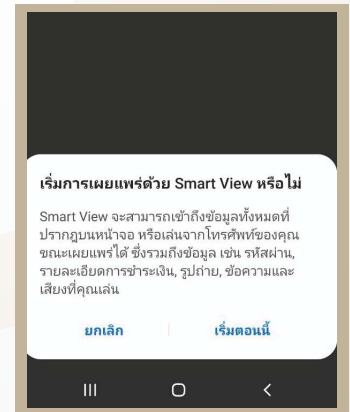 เริ่มการเผยแพร่ด้วย Smart View หรือไม่
Smart View จะสามารถเข้าถึงข้อมูลทั้งหมดที่
ปรากฏบนหน้าจอ หรือเล่นจากโทรศัพท์ของคุณ
ขณะเผยแพร่ได้ ซึ่งรวมถึงข้อมูล เช่น รหัสผ่าน,
รายละเอียดการชำระเงิน, รูปถ่าย, ข้อความและ
เสียงที่คุณเล่น
ยกเลิก เริ่มตอนนี้